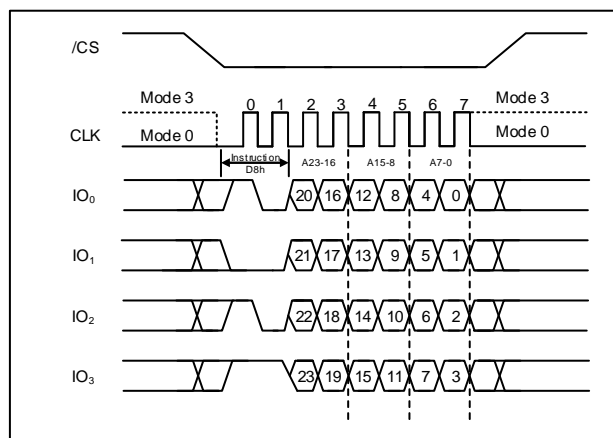 /CS
Mode 3 0 1 2 3 4 5 6 7 Mode 3
CLK Mode 0 Mode 0
Instruction A23-16 A15-8 A7-0
D8h
IO0 20 16 12 8 4 0
IO1 21 17 13 9 5 1
IO2 22 18 14 10 6 2
IO3 23 19 15 11 7 3